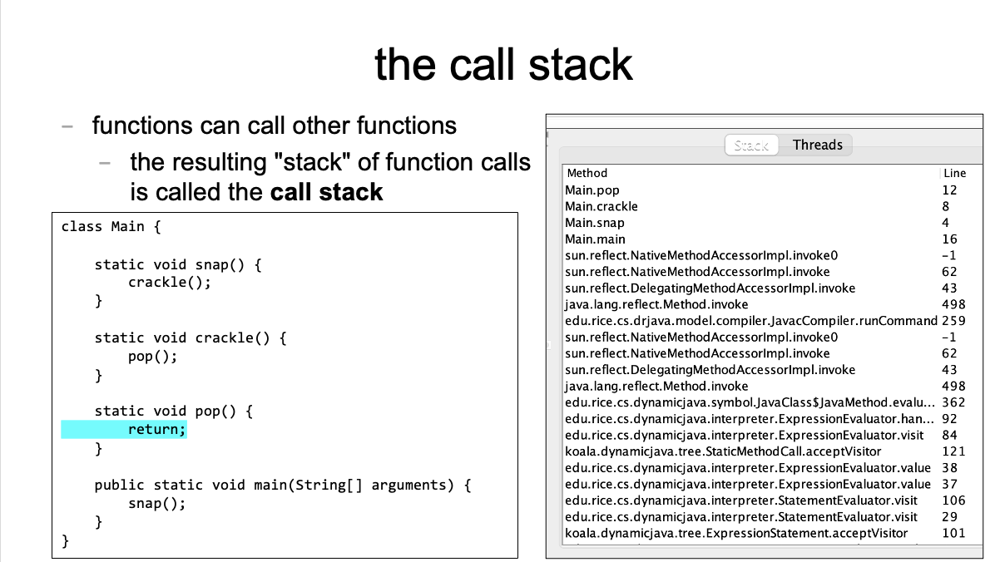 the call stack
– functions can call other functions
– the resulting "stack" of function calls
is called the call stack
class Main {
static void snap() {
crackle();
}
static void crackle() {
pop();
}
static void pop() {
return;
}
public static void main(String[] arguments) {
snap();
}
}
Stack Threads
Method Line
Main.pop 12
Main.crackle 8
Main.snap 4
Main.main 16
sun.reflect.NativeMethodAccessorImpl.invoke0 -1
sun.reflect.NativeMethodAccessorImpl.invoke 62
sun.reflect.DelegatingMethodAccessorImpl.invoke 43
java.lang.reflect.Method.invoke 498
edu.rice.cs.drjava.model.compiler.JavacCompiler.runCommand 259
sun.reflect.NativeMethodAccessorImpl.invoke0 -1
sun.reflect.NativeMethodAccessorImpl.invoke 62
sun.reflect.DelegatingMethodAccessorImpl.invoke 43
java.lang.reflect.Method.invoke 498
edu.rice.cs.dynamicjava.symbol.JavaClass$JavaMethod.evalu... 362
edu.rice.cs.dynamicjava.interpreter.ExpressionEvaluator.han... 92
edu.rice.cs.dynamicjava.interpreter.ExpressionEvaluator.visit 84
koala.dynamicjava.tree.StaticMethodCall.acceptVisitor 121
edu.rice.cs.dynamicjava.interpreter.ExpressionEvaluator.value 38
edu.rice.cs.dynamicjava.interpreter.ExpressionEvaluator.value 37
edu.rice.cs.dynamicjava.interpreter.StatementEvaluator.visit 106
edu.rice.cs.dynamicjava.interpreter.StatementEvaluator.visit 29
koala.dynamicjava.tree.ExpressionStatement.acceptVisitor 101